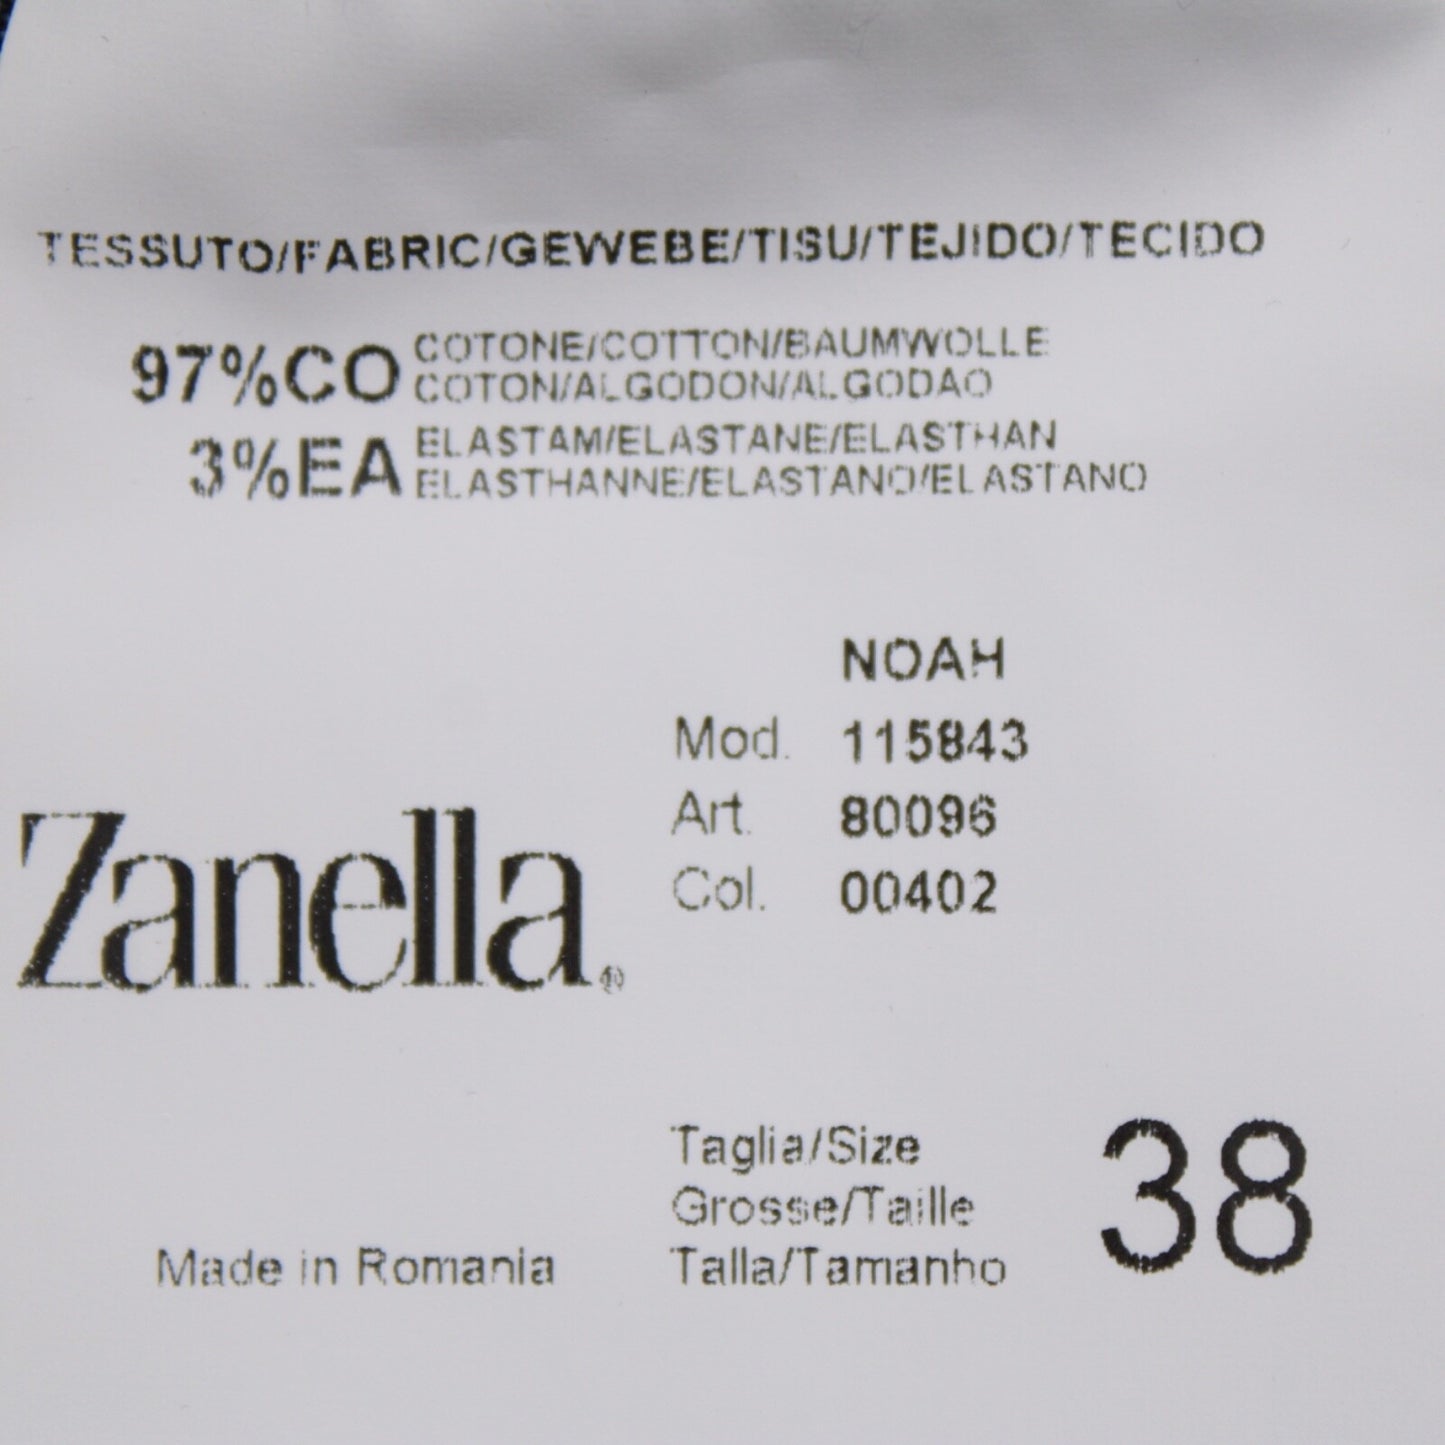 TESSUTO/FABRIC/GEWEBE/TISU/TEJIDO/TECIDO
97%CO COTONE/COTTON/BAUMWOLLE
COTON/ALGODON/ALGODAO
3%EA ELASTAM/ELASTANE/ELASTHAN
ELASTHANNE/ELASTANO/ELASTANO
NOAH
Mod. 115843
Art. 80096
Col. 00402
Zanella®
Taglia/Size
Grosse/Taille
Talla/Tamanho
38
Made in Romania